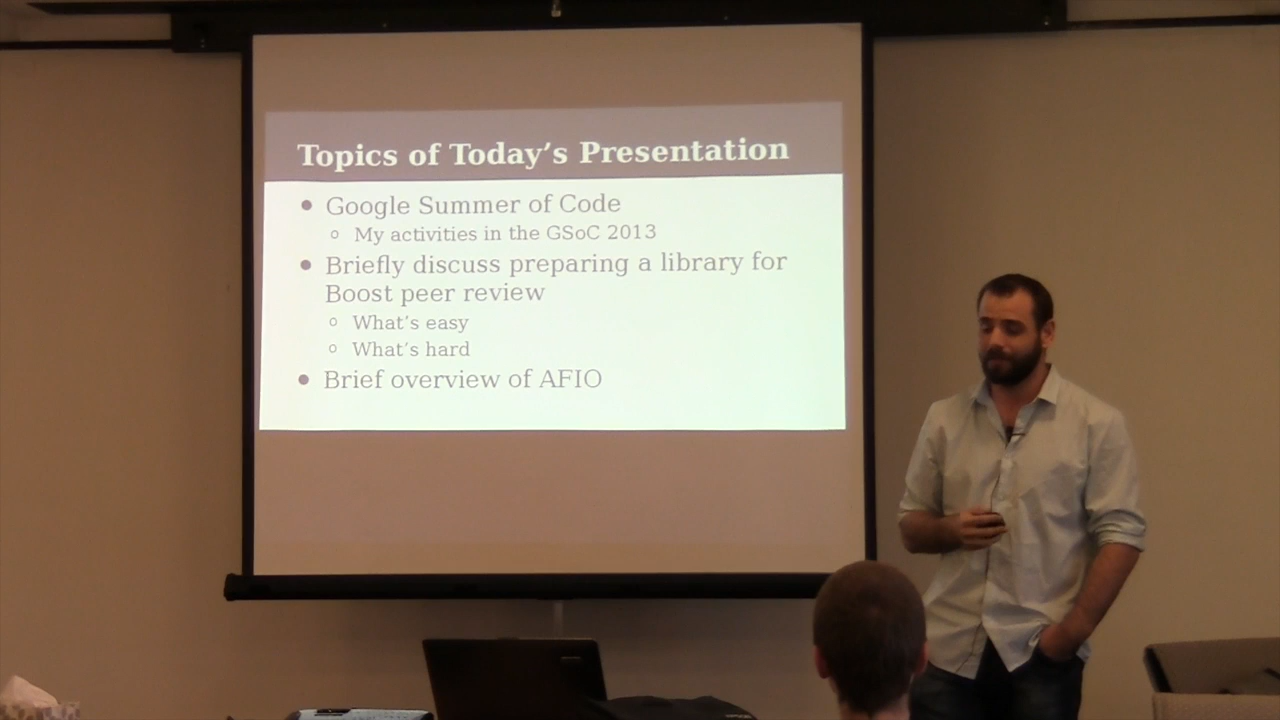 Topics of Today's Presentation
● Google Summer of Code
○ My activities in the GSoC 2013
● Briefly discuss preparing a library for
Boost peer review
○ What's easy
○ What's hard
● Brief overview of AFIO